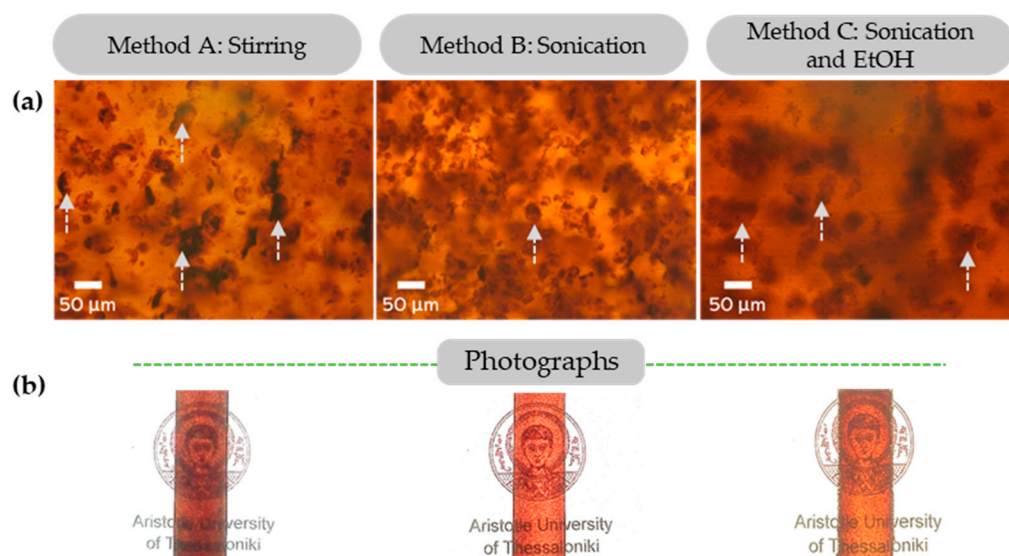 Method A: Stirring
Method B: Sonication
Method C: Sonication
and EtOH
(a)
50 µm
50 µm
50 µm
Photographs
(b)
Aristotle University
of Thessaloniki
Aristotle University
of Thessaloniki
Aristotle University
of Thessaloniki